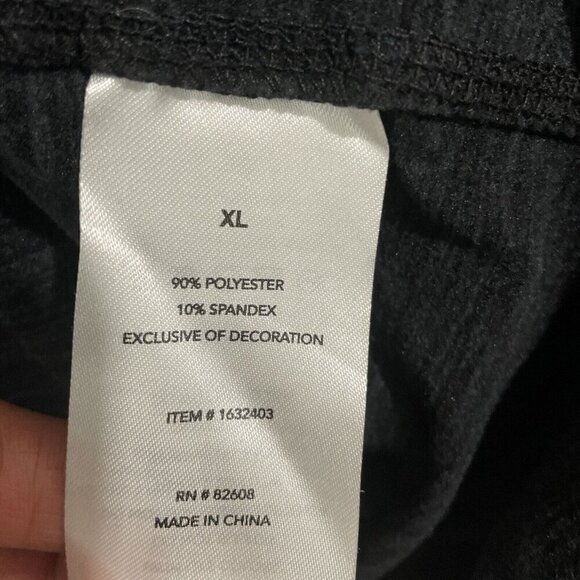 XL
90% POLYESTER
10% SPANDEX
EXCLUSIVE OF DECORATION
ITEM # 1632403
RN # 82608
MADE IN CHINA